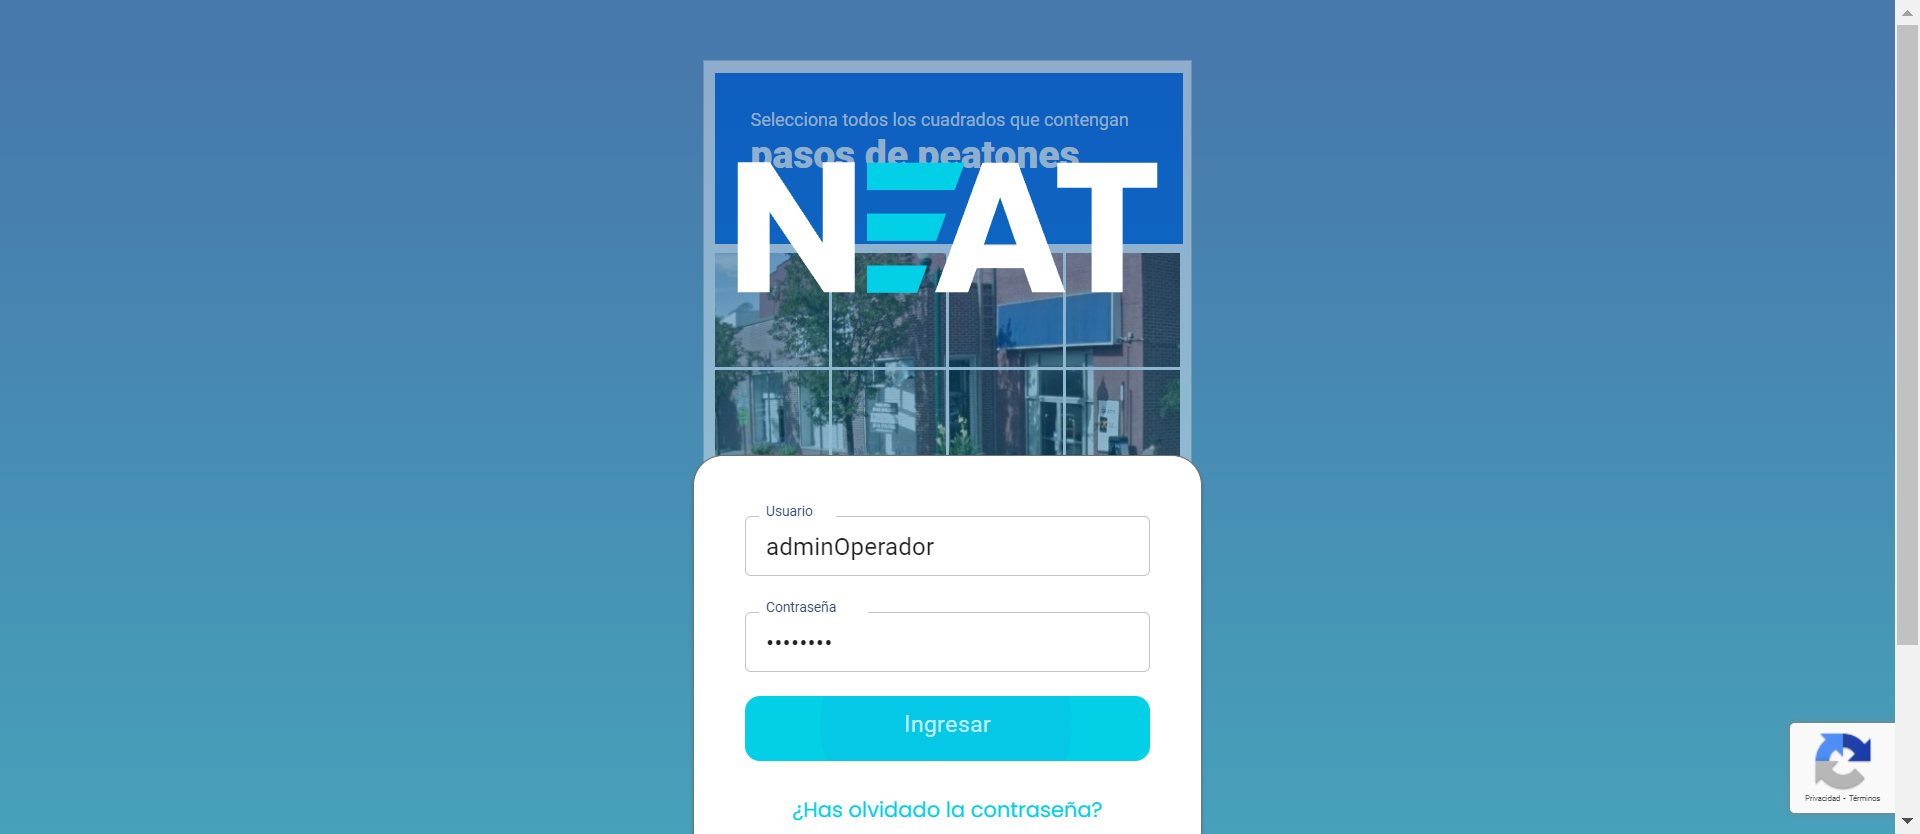 Selecciona todos los cuadrados que contengan
pasos de peatones
NEAT
Usuario
adminOperador
Contraseña
••••••••
Ingresar
¿Has olvidado la contraseña?
Privacidad - Términos